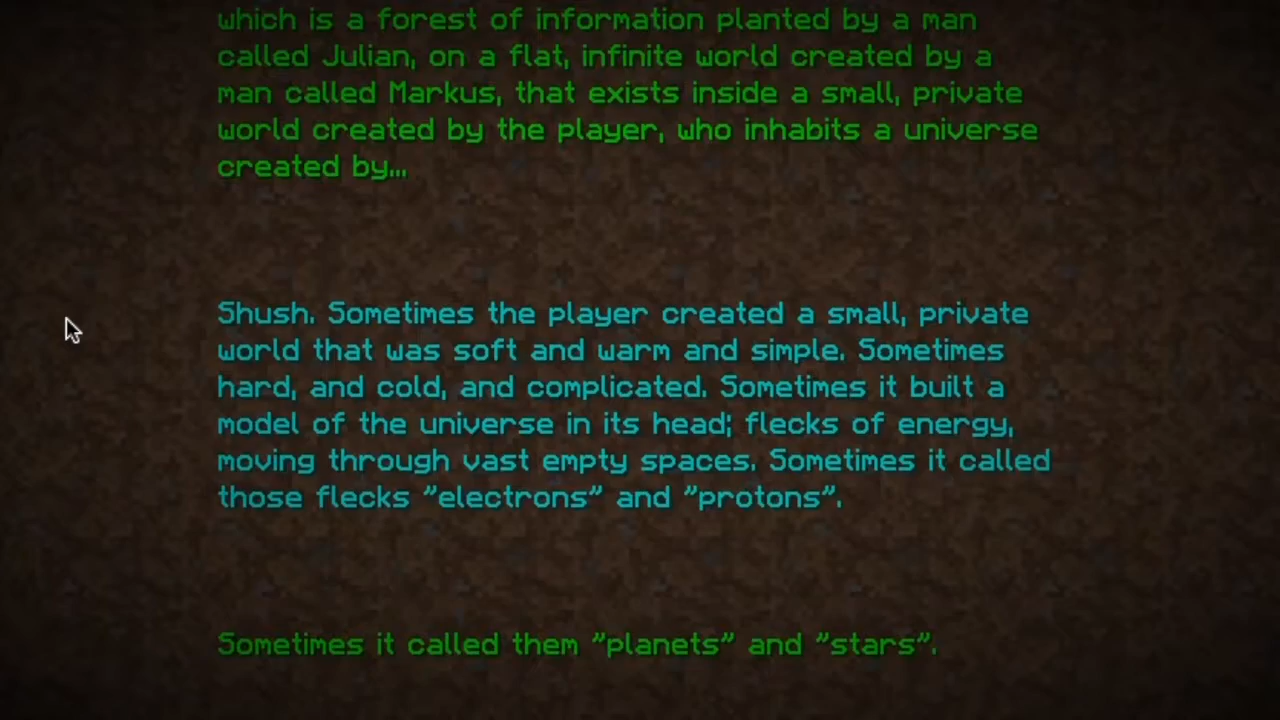 which is a forest of information planted by a man
called Julian, on a flat, infinite world created by a
man called Markus, that exists inside a small, private
world created by the player, who inhabits a universe
created by...
Shush. Sometimes the player created a small, private
world that was soft and warm and simple. Sometimes
hard, and cold, and complicated. Sometimes it built a
model of the universe in its head; flecks of energy,
moving through vast empty spaces. Sometimes it called
those flecks "electrons" and "protons".
Sometimes it called them "planets" and "stars".